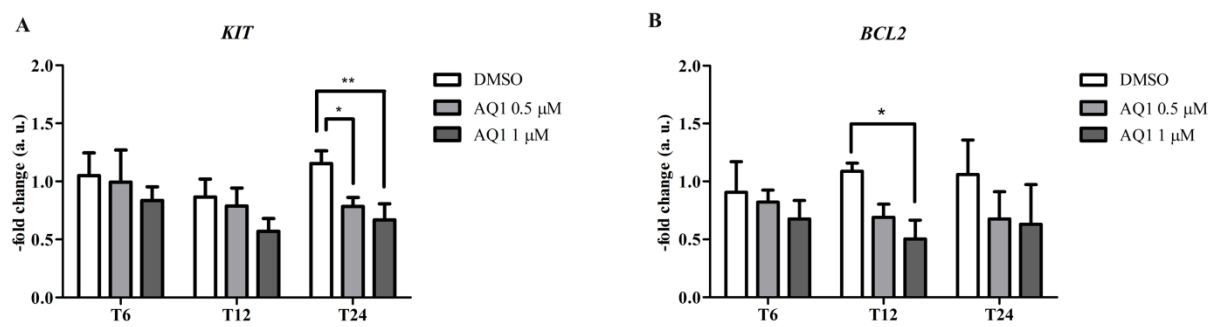 A
KIT
-fold change (a. u.)
2.0
1.5
1.0
0.5
0.0
**
*
T6
T12
T24
DMSO
AQ1 0.5 μM
AQ1 1 μM
B
BCL2
-fold change (a. u.)
2.0
1.5
1.0
0.5
0.0
*
T6
T12
T24
DMSO
AQ1 0.5 μM
AQ1 1 μM